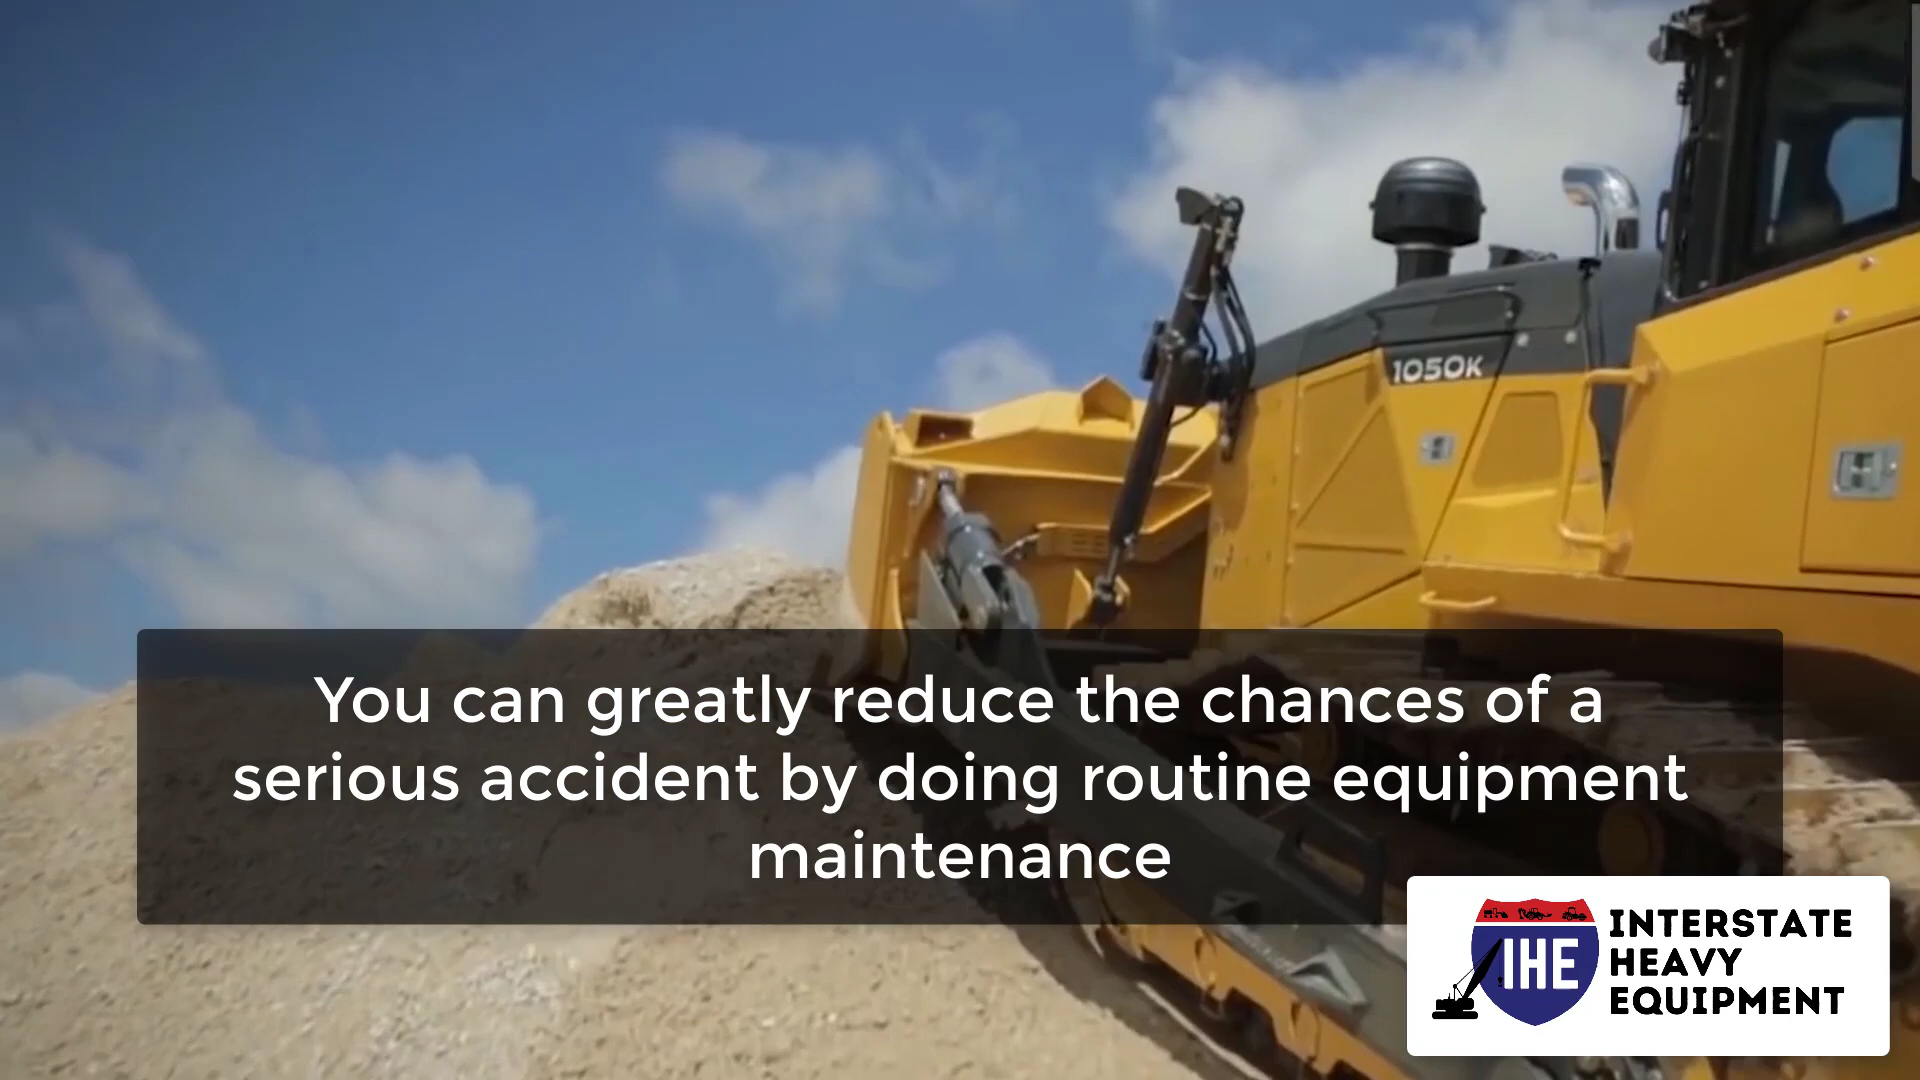 1050K
You can greatly reduce the chances of a
serious accident by doing routine equipment
maintenance
IHE
INTERSTATE
HEAVY
EQUIPMENT